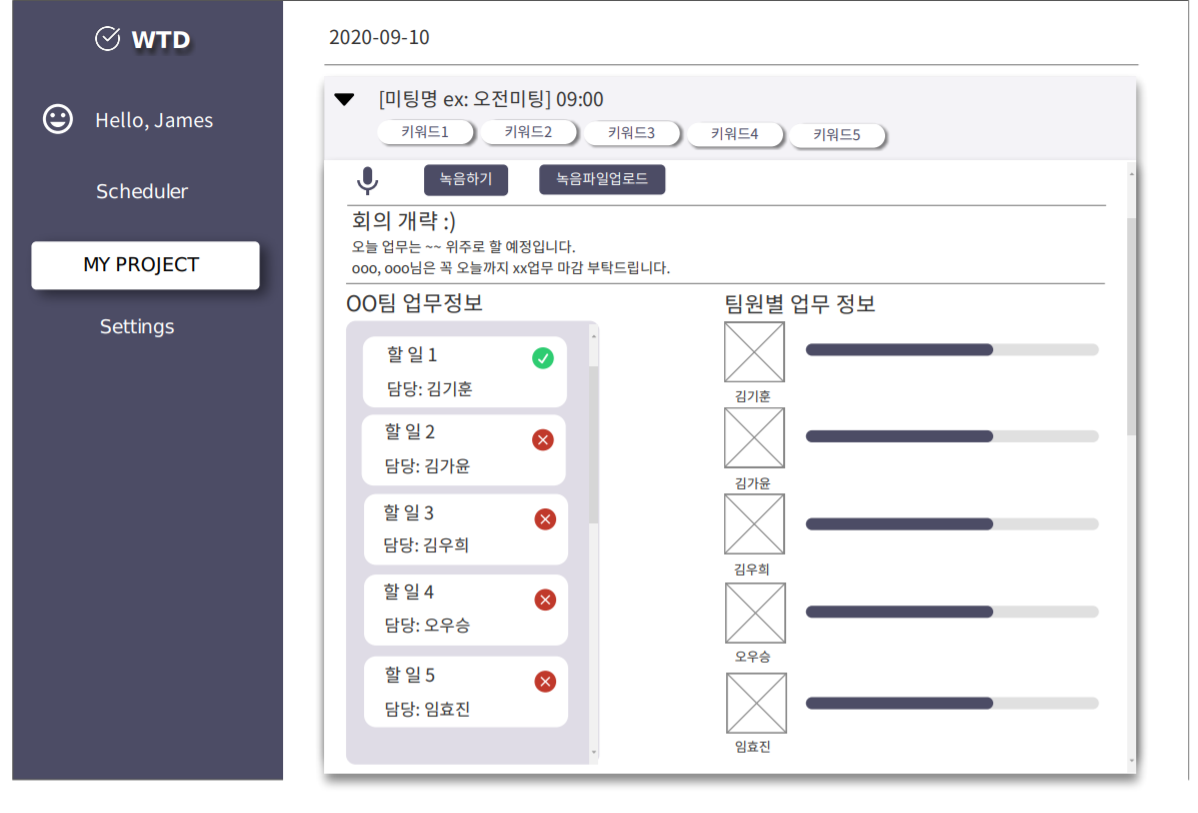 WTD
Hello, James
Scheduler
MY PROJECT
Settings
2020-09-10
[미팅명 ex: 오전미팅] 09:00
키워드1 키워드2 키워드3 키워드4 키워드5
녹음하기 녹음파일업로드
회의 개략 :)
오늘 업무는 ~~ 위주로 할 예정입니다.
ooo, ooo님은 꼭 오늘까지 xx업무 마감 부탁드립니다.
OO팀 업무정보
할 일 1
담당: 김기훈
할 일 2
담당: 김가윤
할 일 3
담당: 김우희
할 일 4
담당: 오우승
할 일 5
담당: 임효진
팀원별 업무 정보
김기훈
김가윤
김우희
오우승
임효진